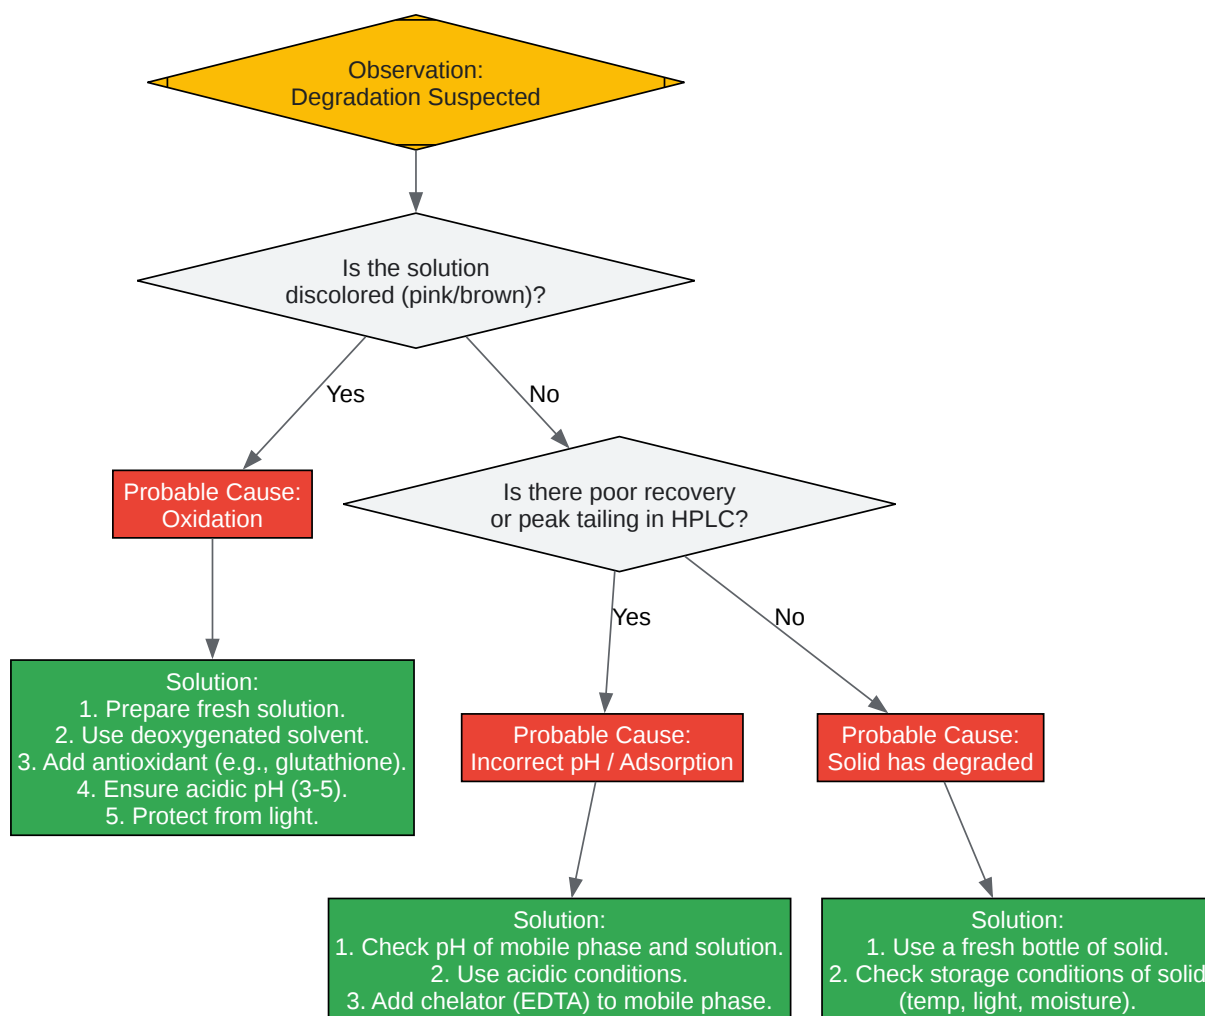 Observation:
Degradation Suspected
Is the solution
discolored (pink/brown)?
Yes
No
Probable Cause:
Oxidation
Is there poor recovery
or peak tailing in HPLC?
Yes
No
Solution:
1. Prepare fresh solution.
2. Use deoxygenated solvent.
3. Add antioxidant (e.g., glutathione).
4. Ensure acidic pH (3-5).
5. Protect from light.
Probable Cause:
Incorrect pH / Adsorption
Probable Cause:
Solid has degraded
Solution:
1. Check pH of mobile phase and solution.
2. Use acidic conditions.
3. Add chelator (EDTA) to mobile phase.
Solution:
1. Use a fresh bottle of solid.
2. Check storage conditions of solid
(temp, light, moisture).